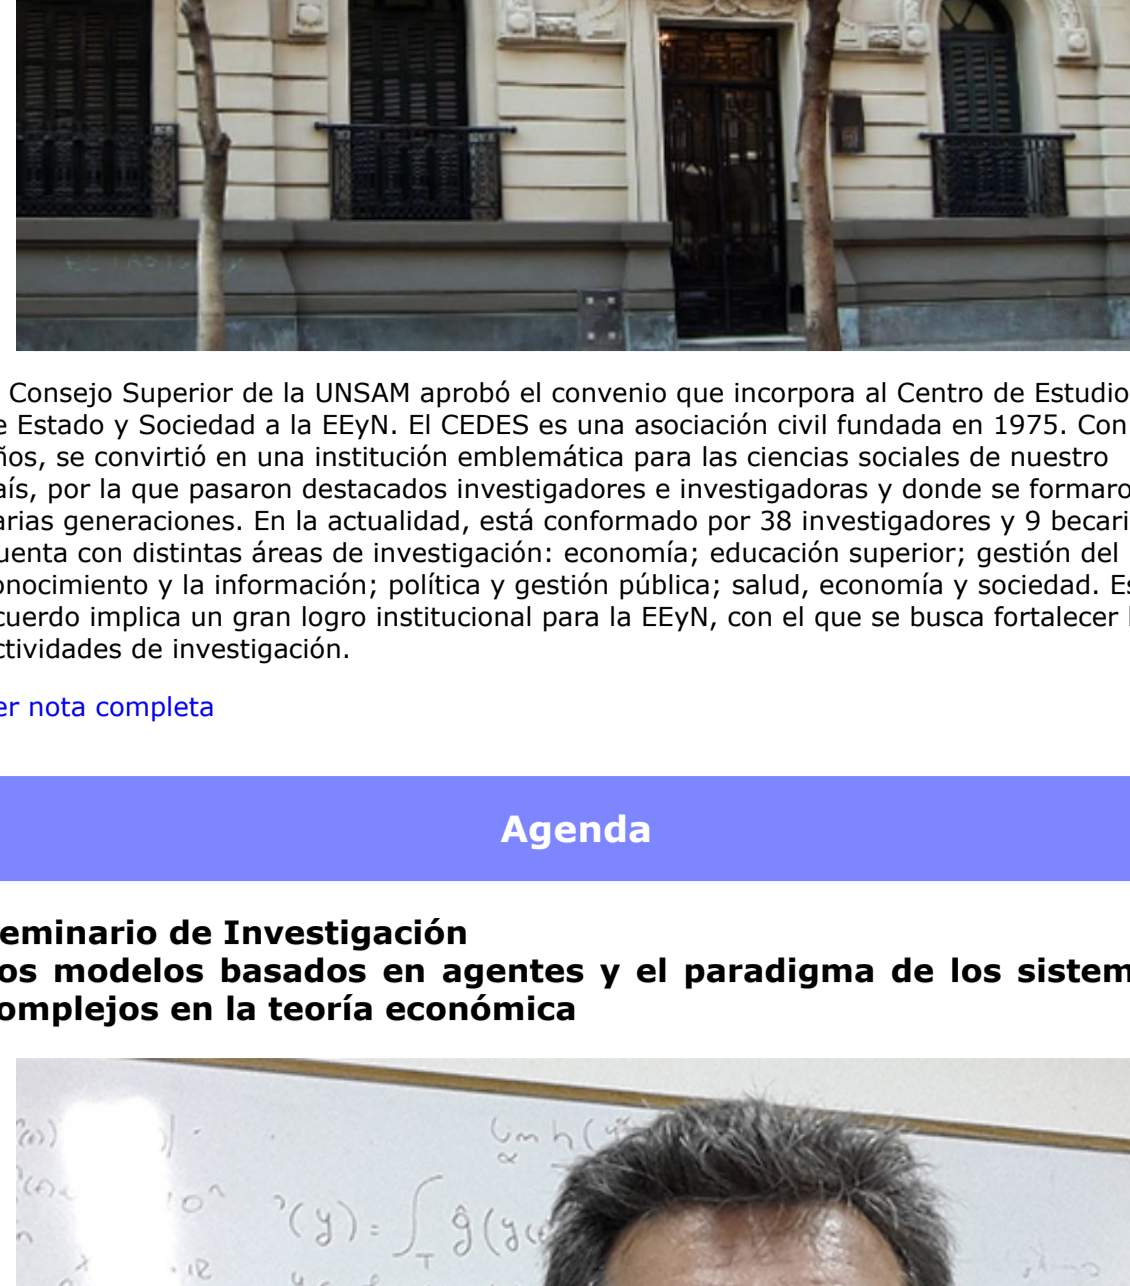 Consejo Superior de la UNSAM aprobó el convenio que incorpora al Centro de Estudio
e Estado y Sociedad a la EEyN. El CEDES es una asociación civil fundada en 1975. Con
ños, se convirtió en una institución emblemática para las ciencias sociales de nuestro
aís, por la que pasaron destacados investigadores e investigadoras y donde se formaro
arias generaciones. En la actualidad, está conformado por 38 investigadores y 9 becari
uenta con distintas áreas de investigación: economía; educación superior; gestión del
onocimiento y la información; política y gestión pública; salud, economía y sociedad. Es
cuerdo implica un gran logro institucional para la EEyN, con el que se busca fortalecer l
ctividades de investigación.
er nota completa
Agenda
eminario de Investigación
os modelos basados en agentes y el paradigma de los sistem
omplejos en la teoría económica